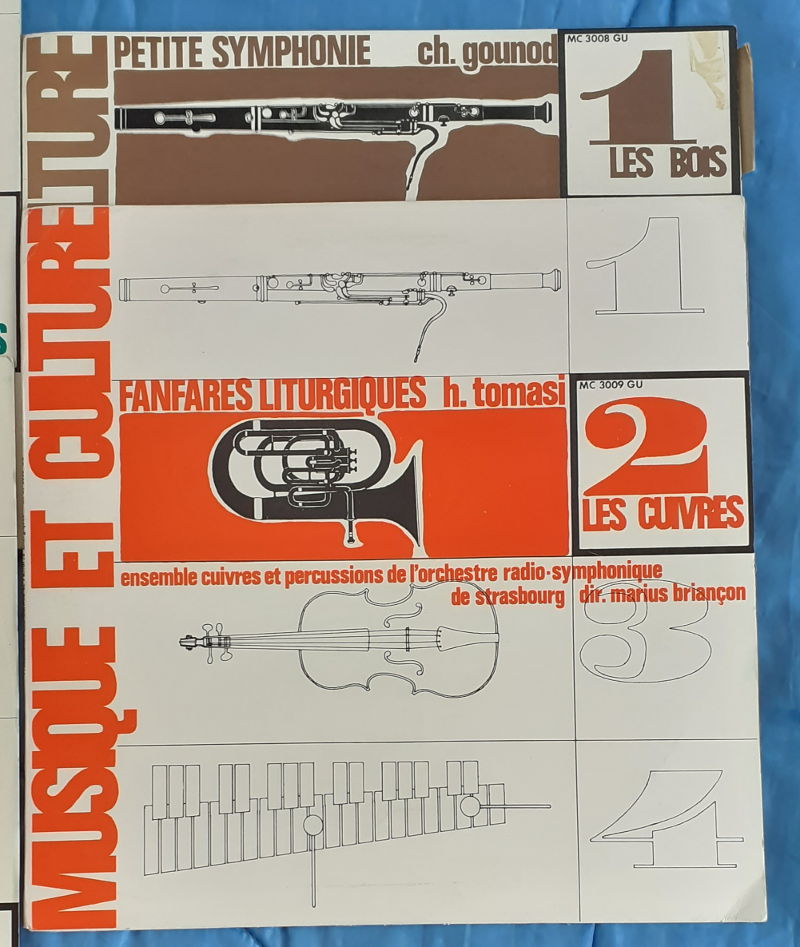 PETITE SYMPHONIE ch. gounod
MC 3008 GU
1
LES BOIS
LTURE
MUSIQUE ET CULTURE
1
FANFARES LITURGIQUES h. tomasi
MC 3009 GU
2
LES CUIVRES
ensemble cuivres et percussions de l'orchestre radio-symphonique
de strasbourg dir. marius briançon
3
4
S